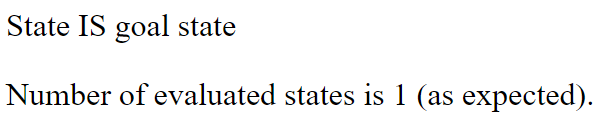 State IS goal state
Number of evaluated states is 1 (as expected).